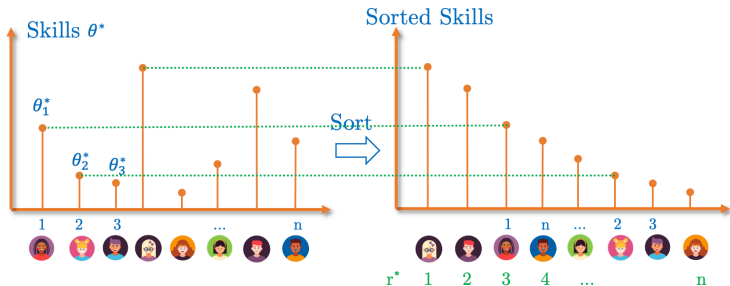 Skills θ*
Sorted Skills
θ₁*
θ₂*
θ₃*
Sort
1 2 3 ... n
1 n ... 2 3
r* 1 2 3 4 ... n